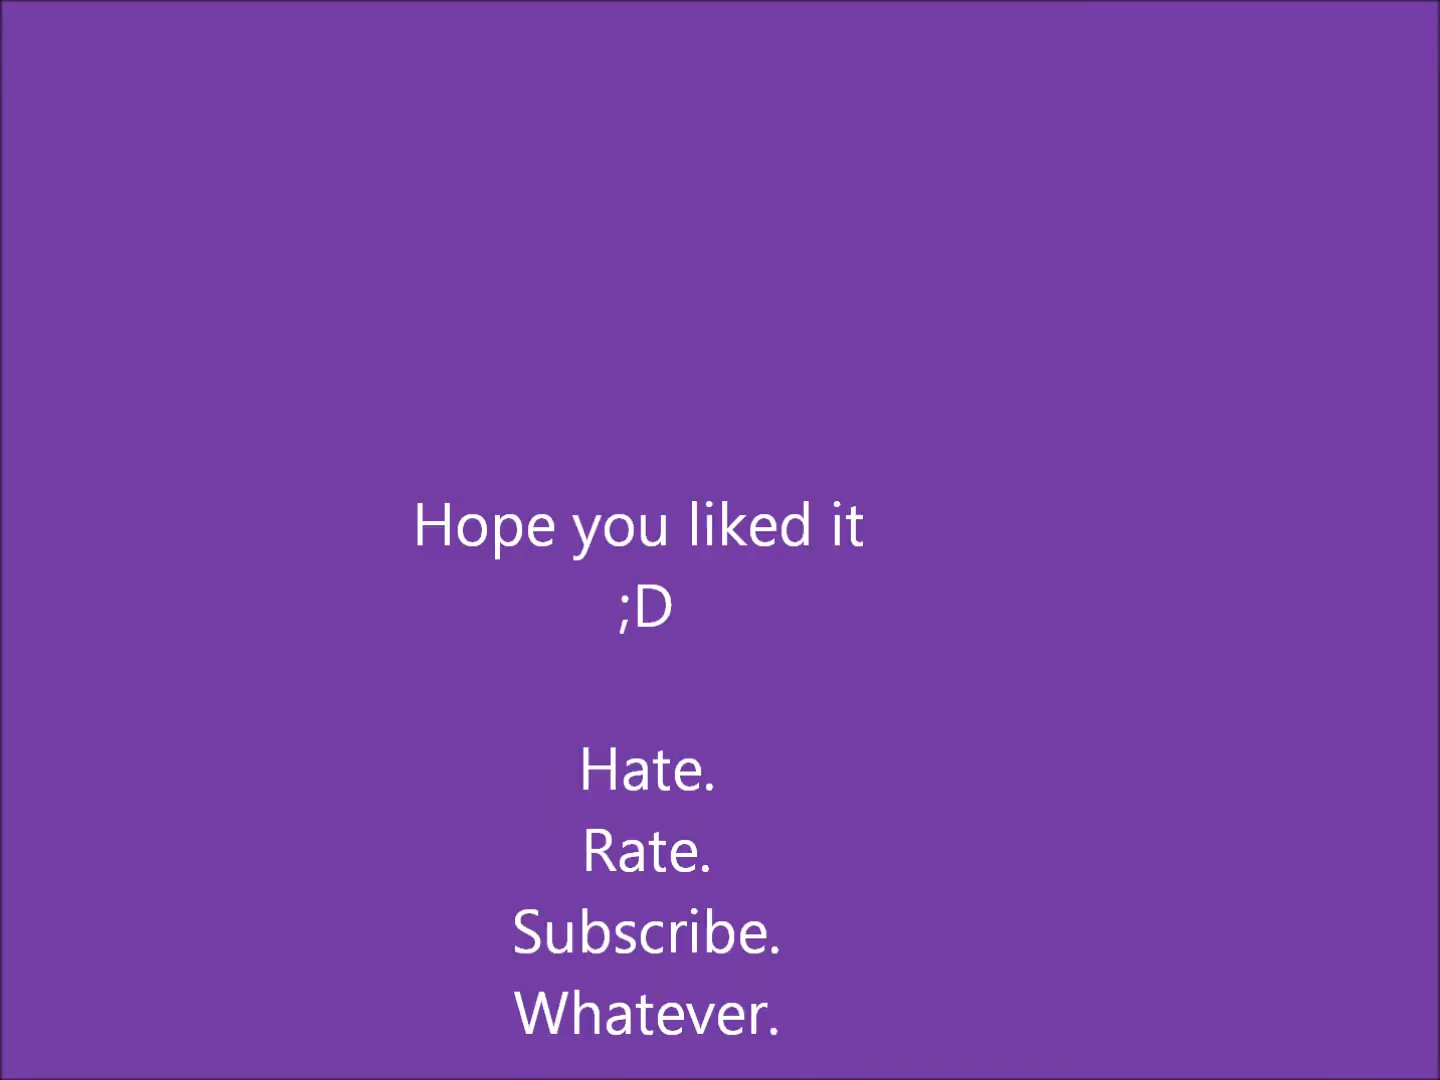 Hope you liked it
;D
Hate.
Rate.
Subscribe.
Whatever.